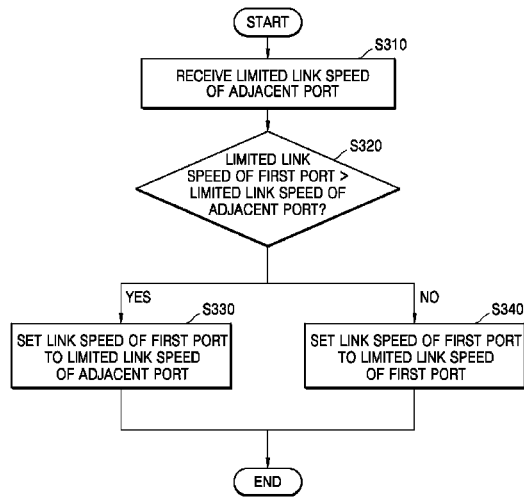 START
S310
RECEIVE LIMITED LINK SPEED
OF ADJACENT PORT
S320
LIMITED LINK
SPEED OF FIRST PORT >
LIMITED LINK SPEED OF
ADJACENT PORT?
YES
NO
S330
SET LINK SPEED OF FIRST PORT
TO LIMITED LINK SPEED
OF ADJACENT PORT
S340
SET LINK SPEED OF FIRST PORT
TO LIMITED LINK SPEED
OF FIRST PORT
END